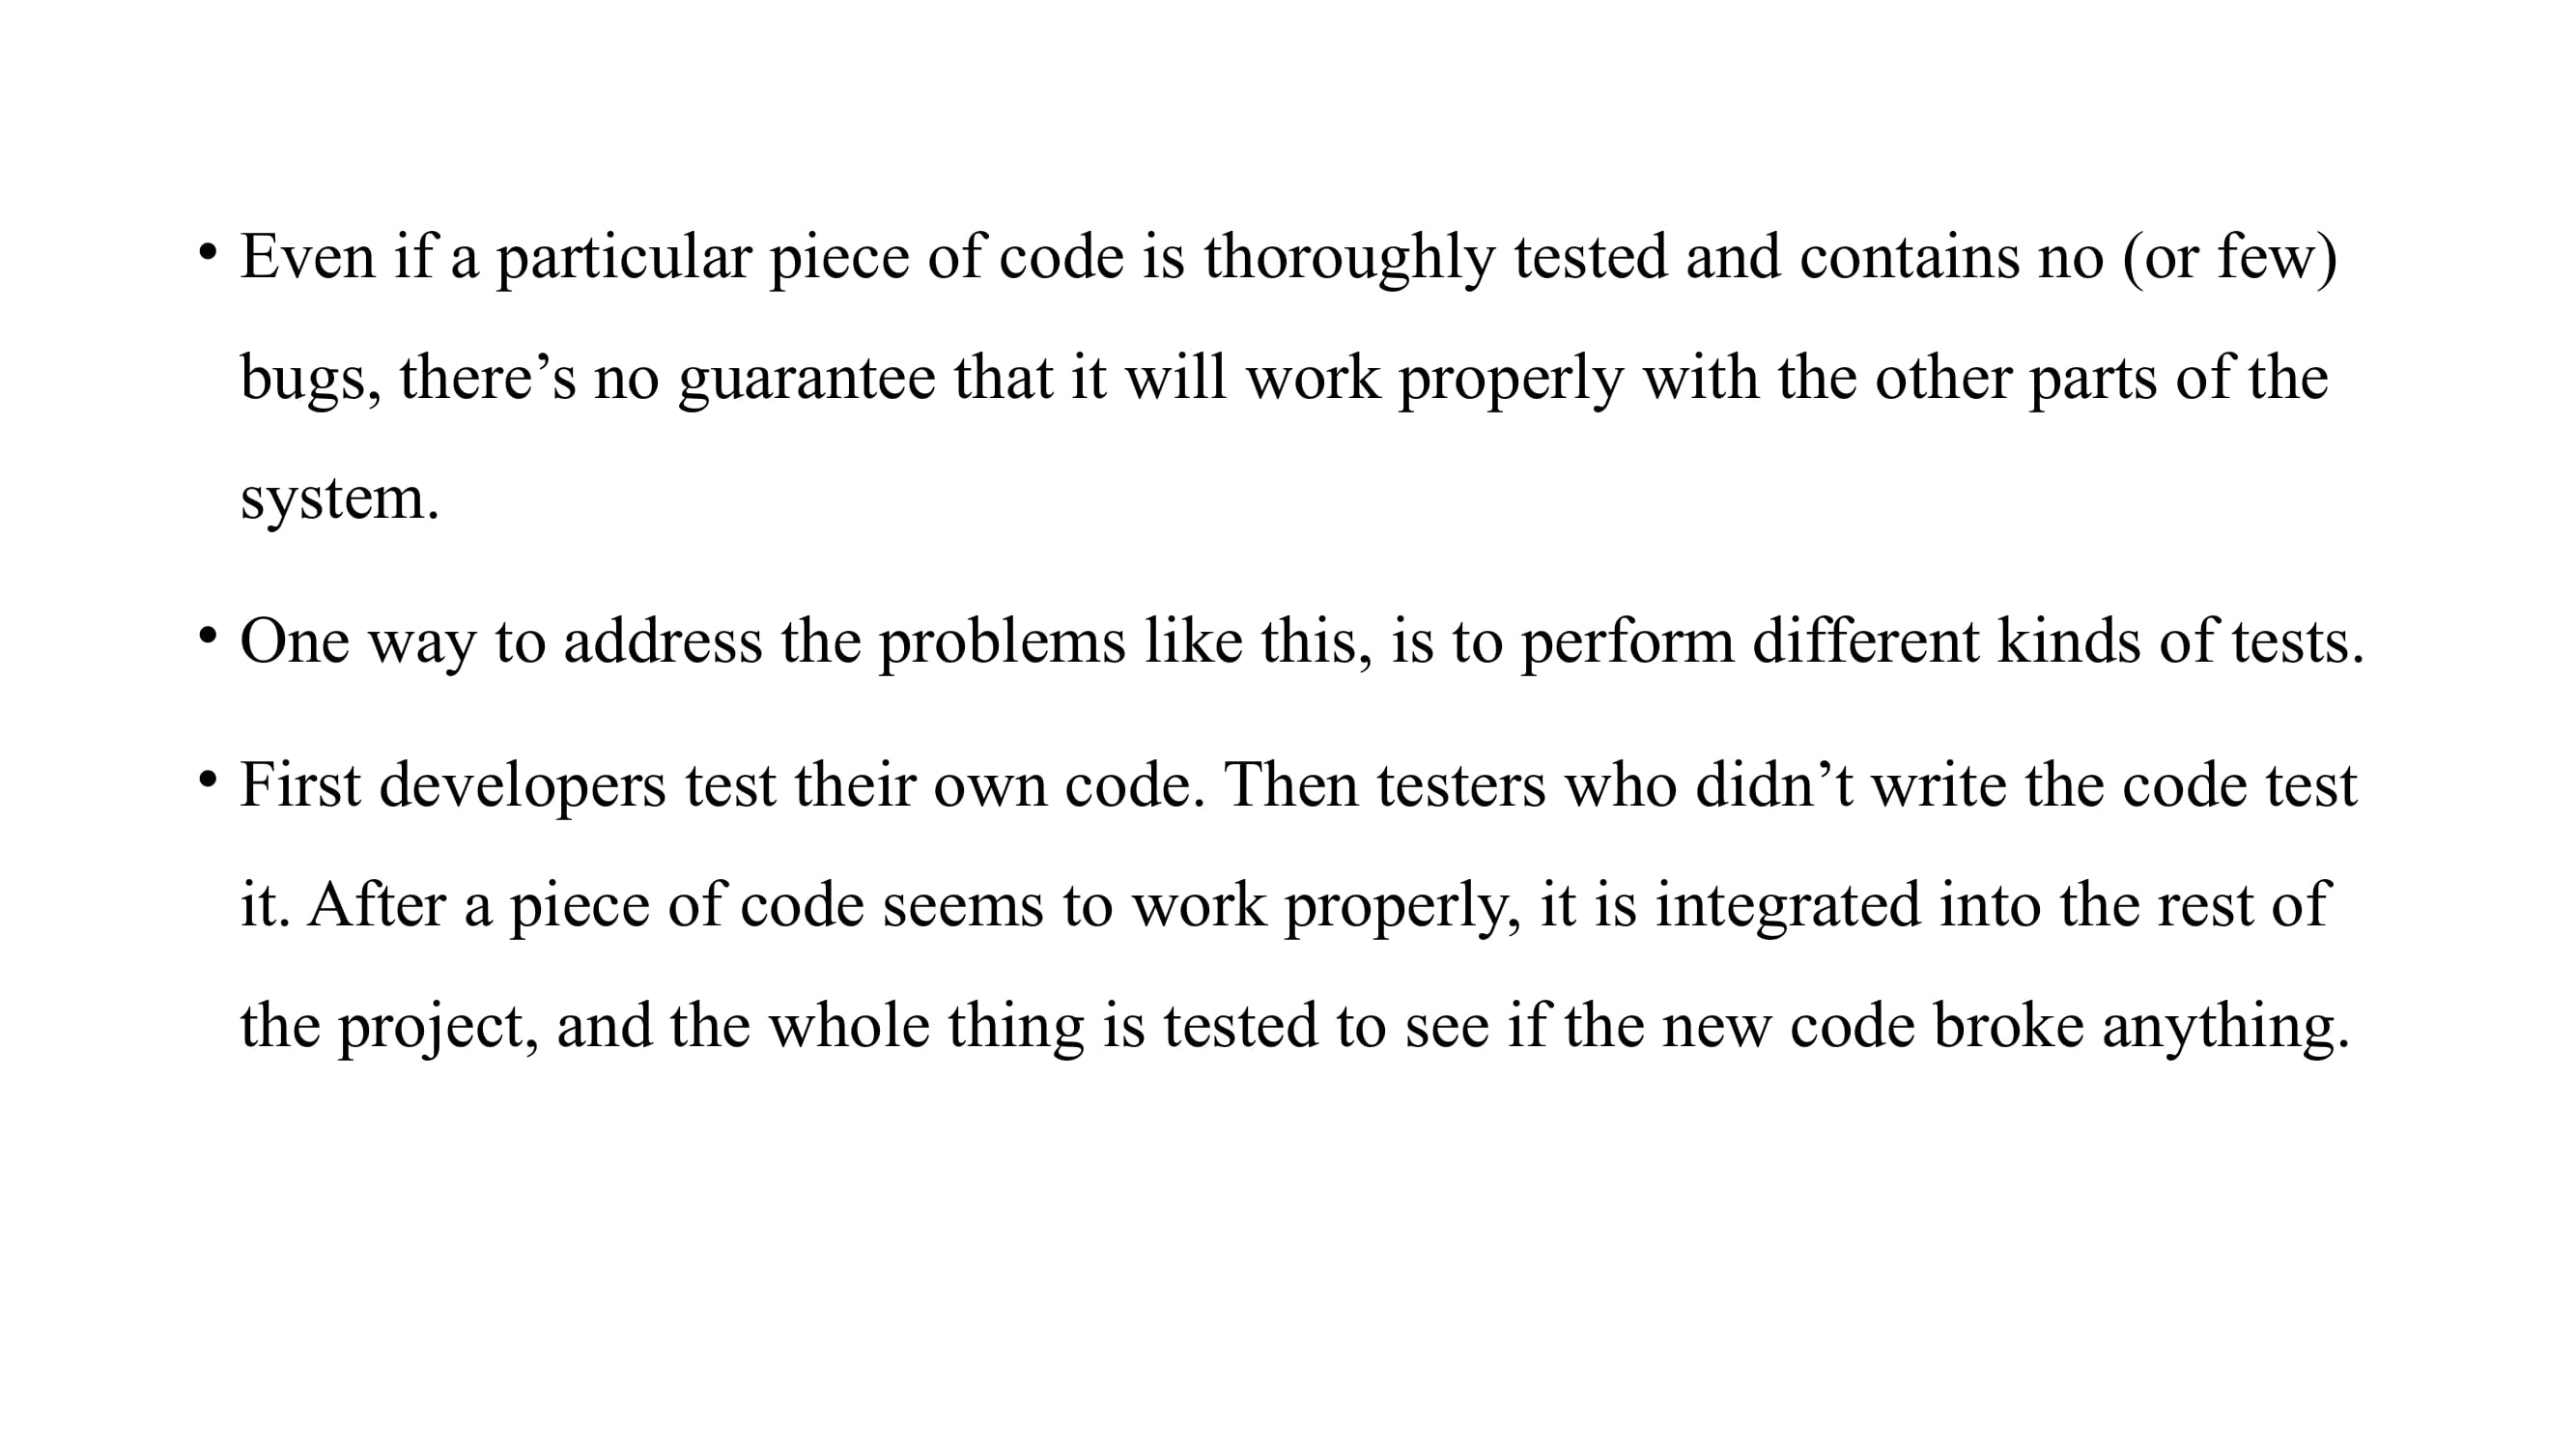 • Even if a particular piece of code is thoroughly tested and contains no (or few)
bugs, there’s no guarantee that it will work properly with the other parts of the
system.
• One way to address the problems like this, is to perform different kinds of tests.
• First developers test their own code. Then testers who didn’t write the code test
it. After a piece of code seems to work properly, it is integrated into the rest of
the project, and the whole thing is tested to see if the new code broke anything.